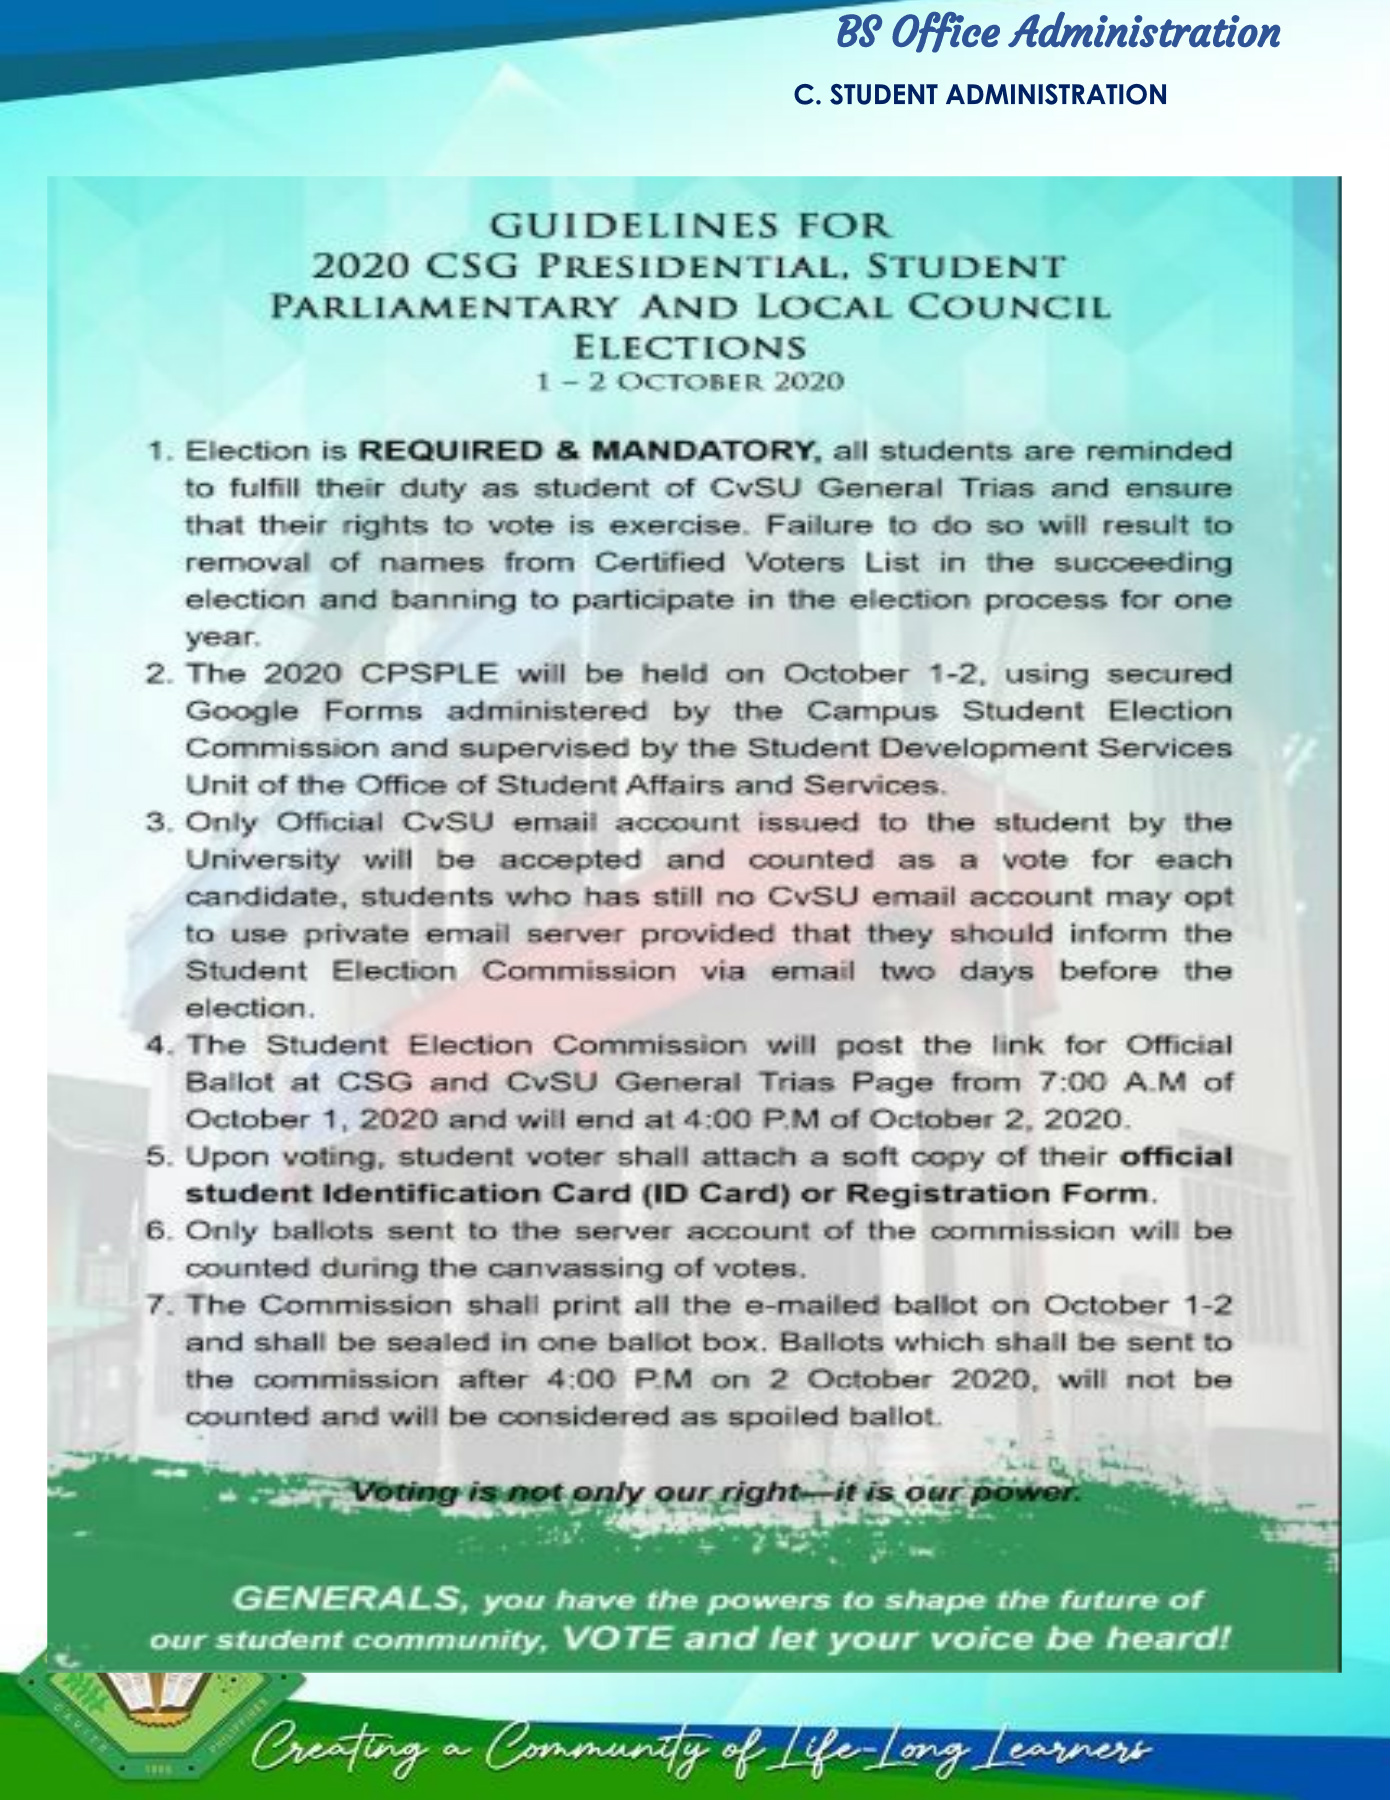 BS Office Administration
C. STUDENT ADMINISTRATION
GUIDELINES FOR
2020 CSG PRESIDENTIAL, STUDENT
PARLIAMENTARY AND LOCAL COUNCIL
ELECTIONS
1 – 2 OCTOBER 2020
1. Election is REQUIRED & MANDATORY, all students are reminded
to fulfill their duty as student of CvSU General Trias and ensure
that their rights to vote is exercise. Failure to do so will result to
removal of names from Certified Voters List in the succeeding
election and banning to participate in the election process for one
year.
2. The 2020 CPSPLE will be held on October 1-2, using secured
Google Forms administered by the Campus Student Election
Commission and supervised by the Student Development Services
Unit of the Office of Student Affairs and Services.
3. Only Official CvSU email account issued to the student by the
University will be accepted and counted as a vote for each
candidate, students who has still no CvSU email account may opt
to use private email server provided that they should inform the
Student Election Commission via email two days before the
election.
4. The Student Election Commission will post the link for Official
Ballot at CSG and CvSU General Trias Page from 7:00 A.M of
October 1, 2020 and will end at 4:00 P.M of October 2, 2020.
5. Upon voting, student voter shall attach a soft copy of their official
student Identification Card (ID Card) or Registration Form.
6. Only ballots sent to the server account of the commission will be
counted during the canvassing of votes.
7. The Commission shall print all the e-mailed ballot on October 1-2
and shall be sealed in one ballot box. Ballots which shall be sent to
the commission after 4:00 P.M on 2 October 2020, will not be
counted and will be considered as spoiled ballot.
Voting is not only our right—it is our power.
GENERALS, you have the powers to shape the future of
our student community, VOTE and let your voice be heard!
CAVITE
PHILIPPINES
1906
Creating a Community of Life-Long Learners